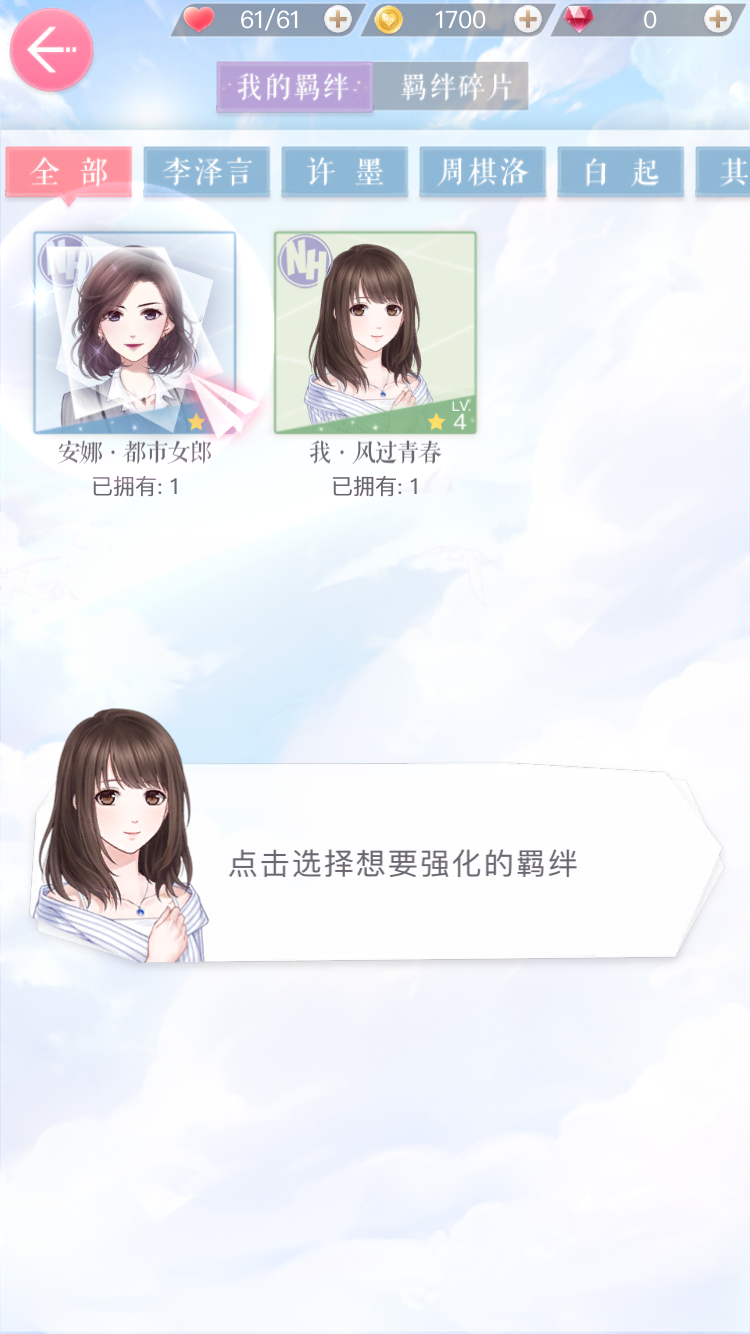 61/61 1700 0
我的羁绊 羁绊碎片
全部 李泽言 许墨 周棋洛 白起 其
NH NH
LV.
4
安娜·都市女郎 我·风过青春
已拥有: 1 已拥有: 1
点击选择想要强化的羁绊